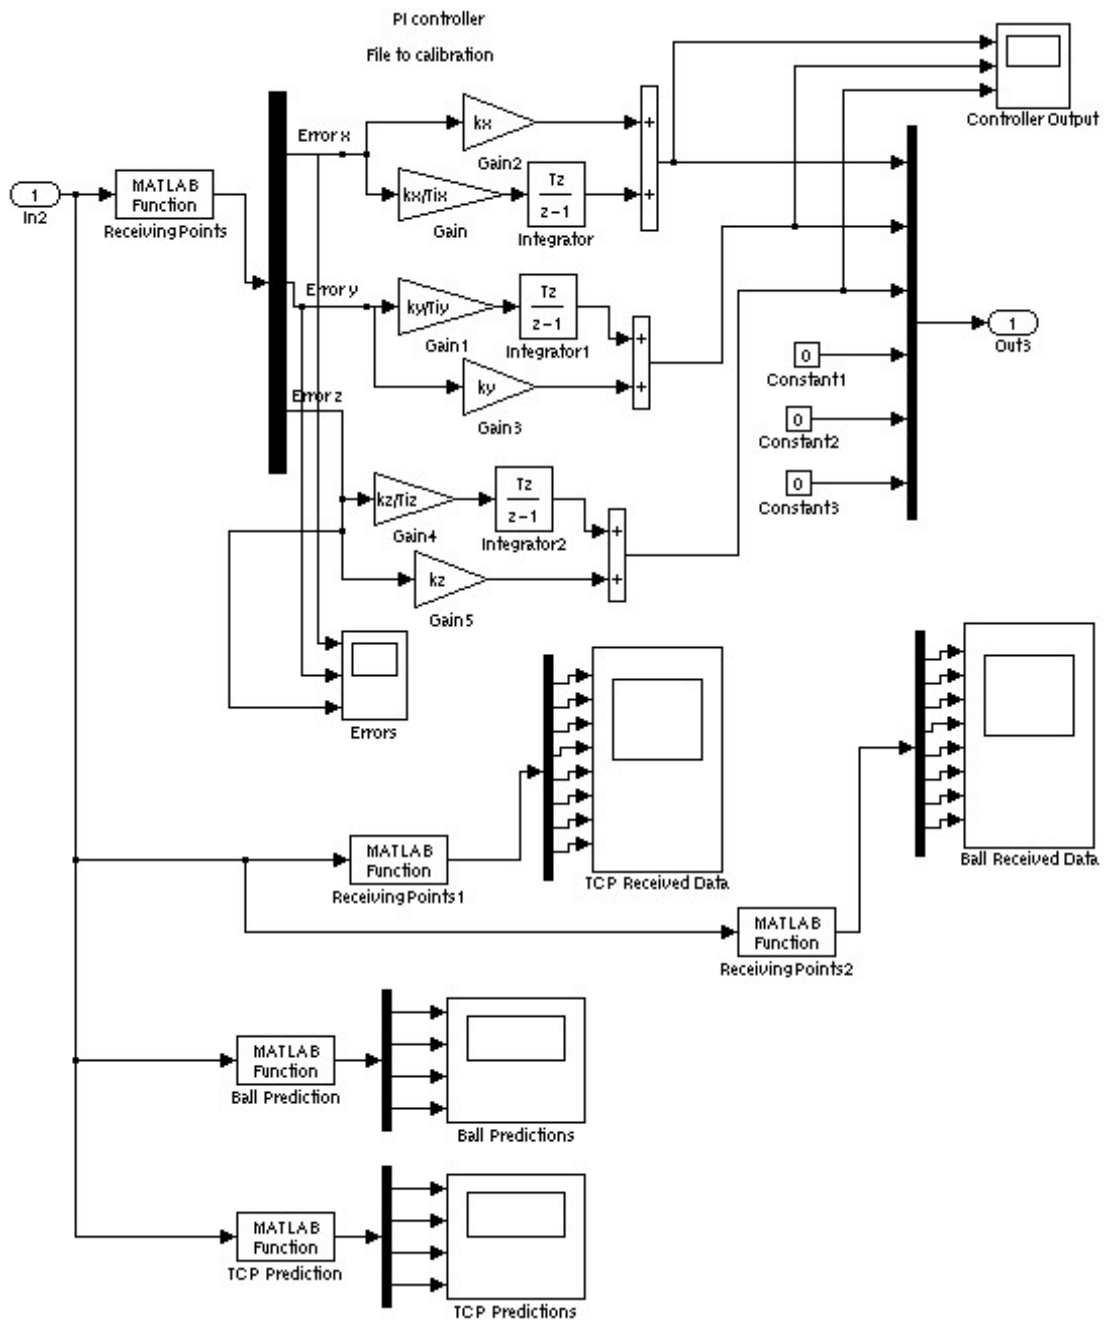 PI controller
File to calibration
Controller Output
1
In2
MATLAB
Function
Receiving Points
Error x
kx
Gain2
+
kx/Tix
Gain
Tz
z-1
Integrator
+
Error y
ky/Tiy
Gain1
Tz
z-1
Integrator1
+
ky
Gain3
+
1
Out3
0
Constant1
0
Constant2
0
Constant3
Error z
kz/Tiz
Gain4
Tz
z-1
Integrator2
+
kz
Gain5
+
Errors
TCP Received Data
Ball Received Data
MATLAB
Function
Receiving Points1
MATLAB
Function
Receiving Points2
MATLAB
Function
Ball Prediction
Ball Predictions
MATLAB
Function
TCP Prediction
TCP Predictions